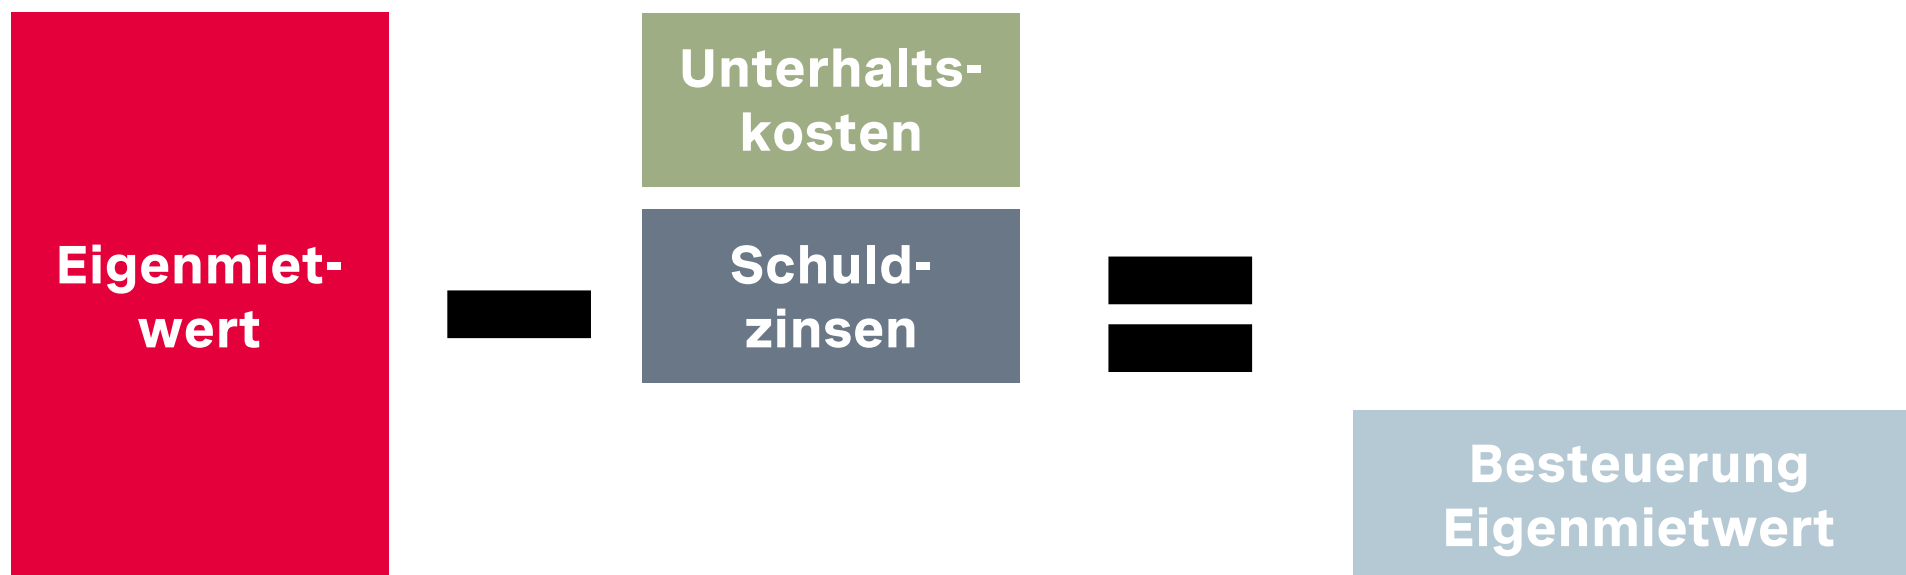 Eigenmiet-
wert
Unterhalts-
kosten
Schuld-
zinsen
Besteuerung
Eigenmietwert